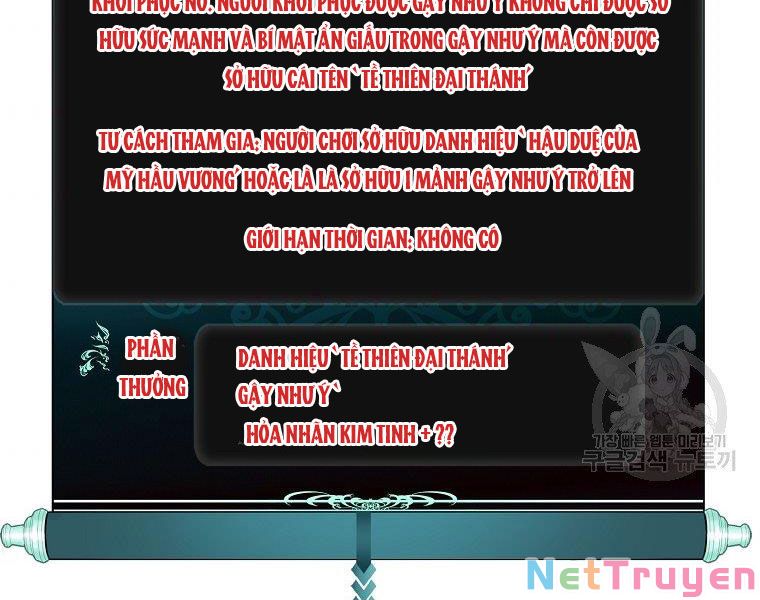 KHÔI PHỤC NÓ. NGƯỜI KHÔI PHỤC ĐƯỢC GẬY NHƯ Ý KHÔNG CHỈ ĐƯỢC SỞ
HỮU SỨC MẠNH VÀ BÍ MẬT ẨN GIẤU TRONG GẬY NHƯ Ý MÀ CÒN ĐƯỢC
SỞ HỮU CÁI TÊN `TỀ THIÊN ĐẠI THÁNH´
TƯ CÁCH THAM GIA; NGƯỜI CHƠI SỞ HỮU DANH HIỆU` HẬU DUỆ CỦA
MỸ HẦU VƯƠNG´ HOẶC LÀ LÀ SỞ HỮU 1 MẢNH GẬY NHƯ Ý TRỞ LÊN
GIỚI HẠN THỜI GIAN; KHÔNG CÓ
PHẦN
THƯỞNG
DANH HIỆU `TỀ THIÊN ĐẠI THÁNH´
GẬY NHƯ Ý`
HỎA NHÃN KIM TINH + ??
가장 빠른 웹툰 미리보기
구글검색 뉴토끼
NetTruyen